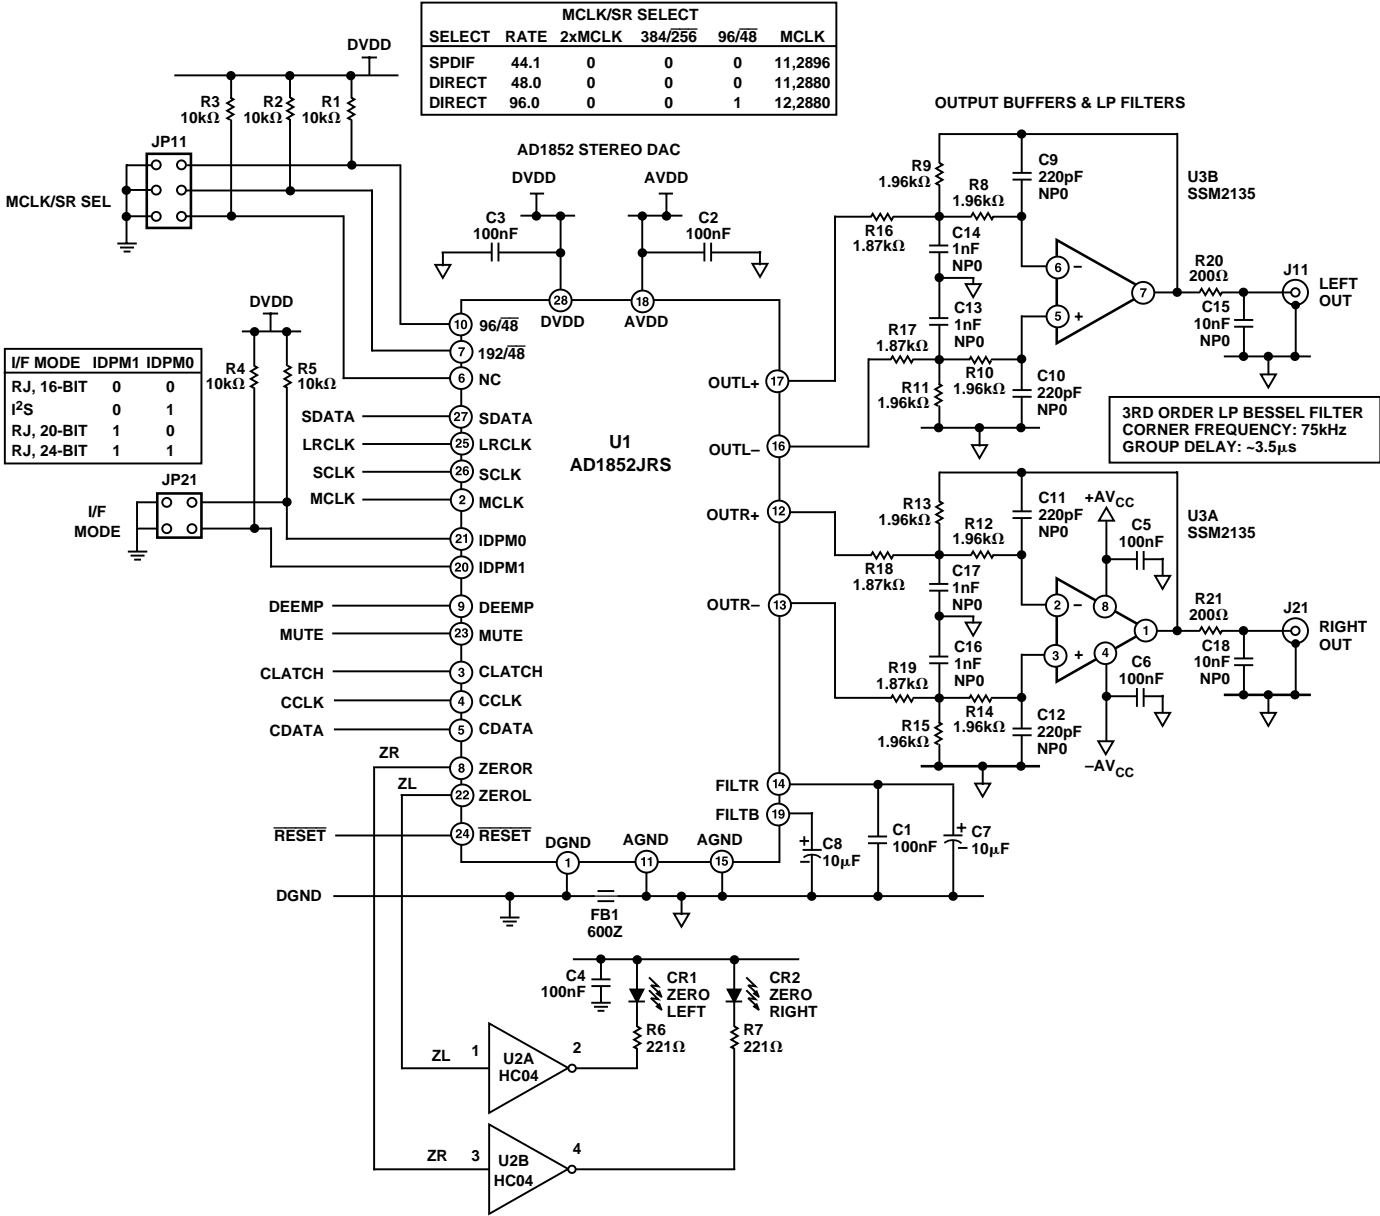 MCLK/SR SELECT
SELECT RATE 2xMCLK 384/256 96/48 MCLK
SPDIF 44.1 0 0 0 11,2896
DIRECT 48.0 0 0 0 11,2880
DIRECT 96.0 0 0 1 12,2880
DVDD
R3 10kΩ
R2 10kΩ
R1 10kΩ
JP11
MCLK/SR SEL
AD1852 STEREO DAC
DVDD
AVDD
C3 100nF
C2 100nF
OUTPUT BUFFERS & LP FILTERS
R9 1.96kΩ
R8 1.96kΩ
C9 220pF NP0
U3B SSM2135
R16 1.87kΩ
C14 1nF NP0
6 –
5 +
7
R20 200Ω
J11
LEFT OUT
C15 10nF NP0
C13 1nF NP0
R17 1.87kΩ
R10 1.96kΩ
R11 1.96kΩ
C10 220pF NP0
3RD ORDER LP BESSEL FILTER
CORNER FREQUENCY: 75kHz
GROUP DELAY: ~3.5µs
DVDD
R4 10kΩ
R5 10kΩ
I/F MODE IDPM1 IDPM0
RJ, 16-BIT 0 0
I2S 0 1
RJ, 20-BIT 1 0
RJ, 24-BIT 1 1
JP21
I/F MODE
28 DVDD
18 AVDD
10 96/48
7 192/48
6 NC
SDATA 27 SDATA
LRCLK 25 LRCLK
SCLK 26 SCLK
MCLK 2 MCLK
21 IDPM0
20 IDPM1
DEEMP 9 DEEMP
MUTE 23 MUTE
CLATCH 3 CLATCH
CCLK 4 CCLK
CDATA 5 CDATA
ZR 8 ZEROR
ZL 22 ZEROL
RESET 24 RESET
U1
AD1852JRS
OUTL+ 17
OUTL– 16
OUTR+ 12
OUTR– 13
FILTR 14
FILTB 19
DGND 1
AGND 11
AGND 15
R13 1.96kΩ
R12 1.96kΩ
C11 220pF NP0
+AVCC
C5 100nF
U3A SSM2135
R18 1.87kΩ
C17 1nF NP0
2 –
3 +
8
4
1
R21 200Ω
J21
RIGHT OUT
C18 10nF NP0
C16 1nF NP0
C6 100nF
R19 1.87kΩ
R14 1.96kΩ
R15 1.96kΩ
C12 220pF NP0
–AVCC
+ – C8 10µF
C1 100nF
+ – C7 10µF
DGND
FB1 600Z
C4 100nF
CR1 ZERO LEFT
CR2 ZERO RIGHT
R6 221Ω
R7 221Ω
ZL 1 U2A HC04 2
ZR 3 U2B HC04 4